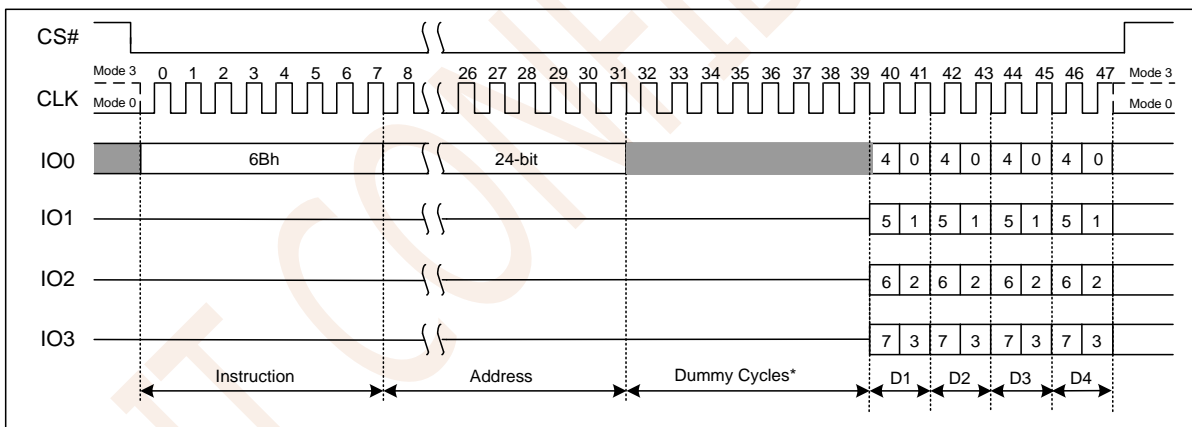 CS#
Mode 3 0 1 2 3 4 5 6 7 8 26 27 28 29 30 31 32 33 34 35 36 37 38 39 40 41 42 43 44 45 46 47 Mode 3
CLK
Mode 0 Mode 0
IO0 6Bh 24-bit 4 0 4 0 4 0 4 0
IO1 5 1 5 1 5 1 5 1
IO2 6 2 6 2 6 2 6 2
IO3 7 3 7 3 7 3 7 3
Instruction Address Dummy Cycles* D1 D2 D3 D4